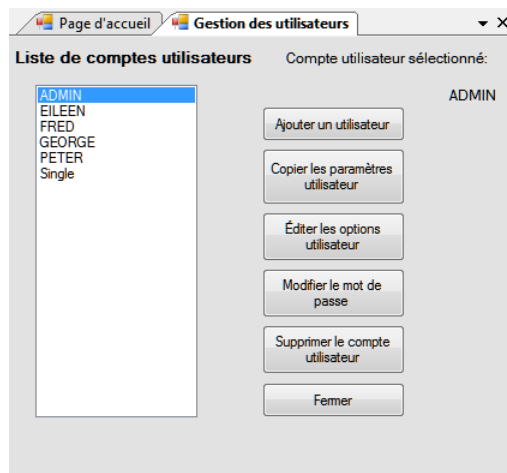 Page d'accueil
Gestion des utilisateurs
Liste de comptes utilisateurs
Compte utilisateur sélectionné:
ADMIN
ADMIN
EILEEN
FRED
GEORGE
PETER
Single
Ajouter un utilisateur
Copier les paramètres
utilisateur
Éditer les options
utilisateur
Modifier le mot de
passe
Supprimer le compte
utilisateur
Fermer